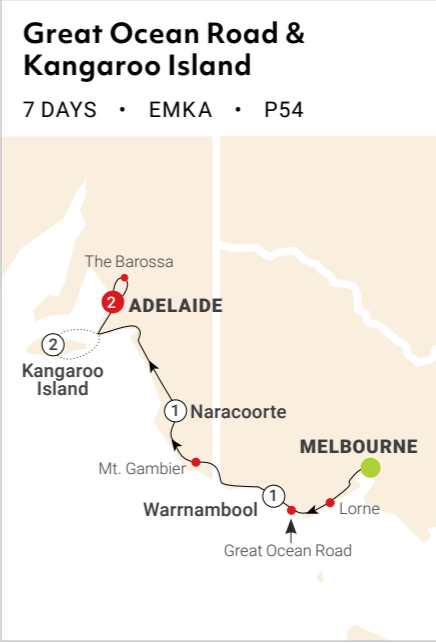 Great Ocean Road &
Kangaroo Island
7 DAYS • EMKA • P54
The Barossa
2 ADELAIDE
2
Kangaroo
Island
1 Naracoorte
MELBOURNE
Mt. Gambier
1
Warrnambool
Lorne
Great Ocean Road